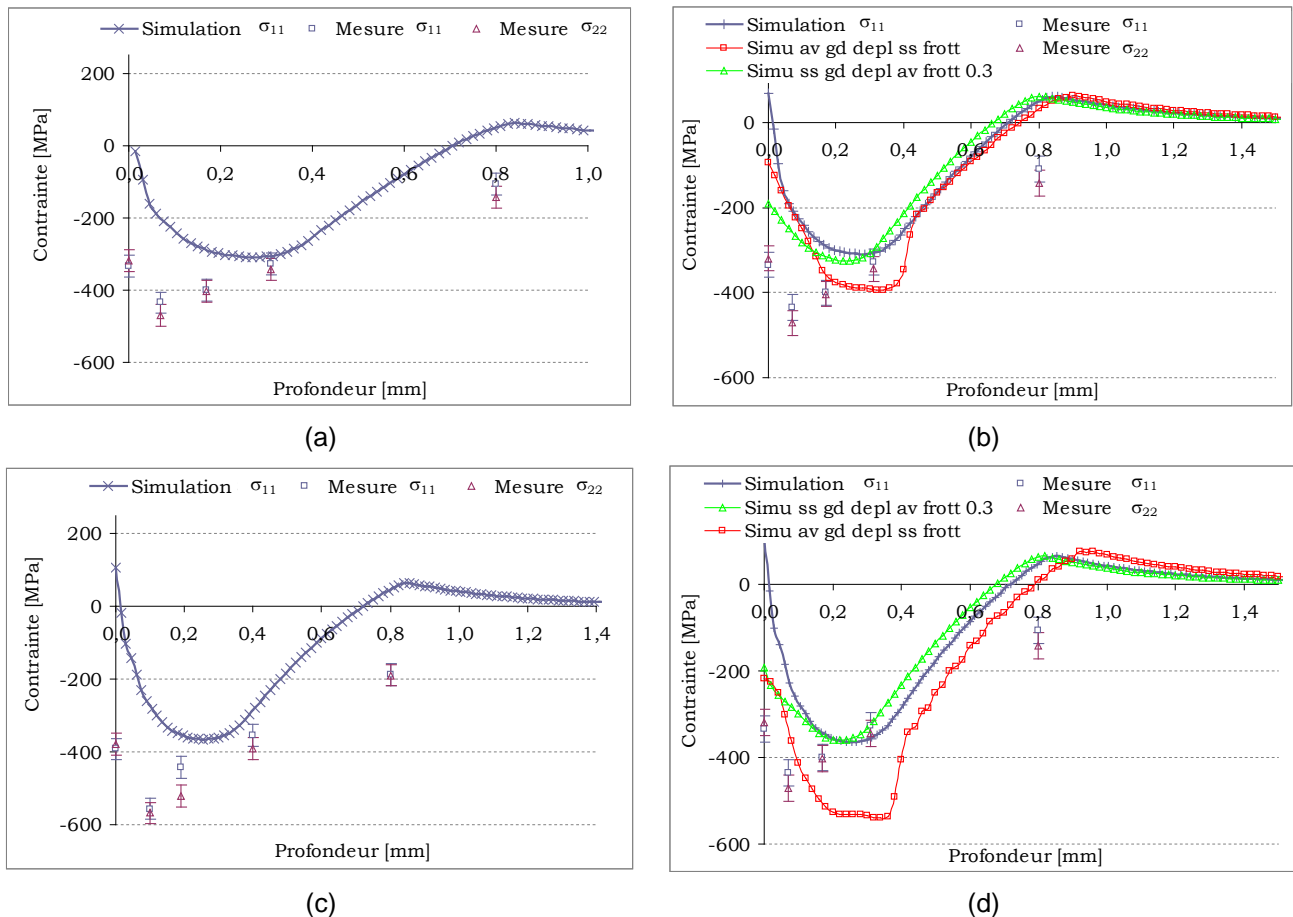 Simulation σ11 Mesure σ11 Mesure σ22
200
0
-200
-400
-600
0,0 0,2 0,4 0,6 0,8 1,0
Contrainte [MPa]
Profondeur [mm]
(a)
Simulation σ11 Mesure σ11
Simu av gd depl ss frott Mesure σ22
Simu ss gd depl av frott 0.3
200
0
-200
-400
-600
0,0 0,2 0,4 0,6 0,8 1,0 1,2 1,4
Contrainte [MPa]
Profondeur [mm]
(b)
Simulation σ11 Mesure σ11 Mesure σ22
200
0
-200
-400
-600
0,0 0,2 0,4 0,6 0,8 1,0 1,2 1,4
Contrainte [MPa]
Profondeur [mm]
(c)
Simulation σ11 Mesure σ11
Simu ss gd depl av frott 0.3 Mesure σ22
Simu av gd depl ss frott
200
0
-200
-400
-600
0,0 0,2 0,4 0,6 0,8 1,0 1,2 1,4
Contrainte [MPa]
Profondeur [mm]
(d)